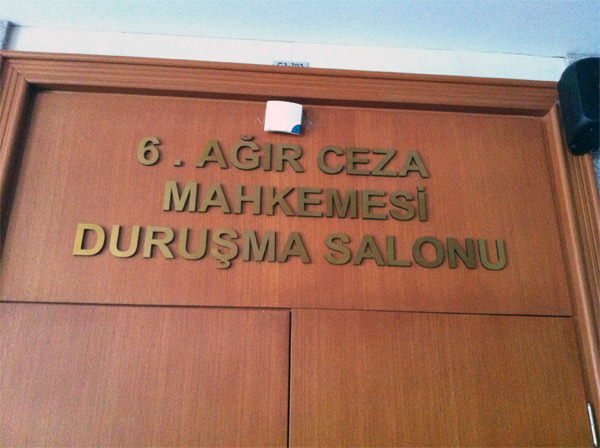 6 . AĞIR CEZA
MAHKEMESİ
DURUŞMA SALONU